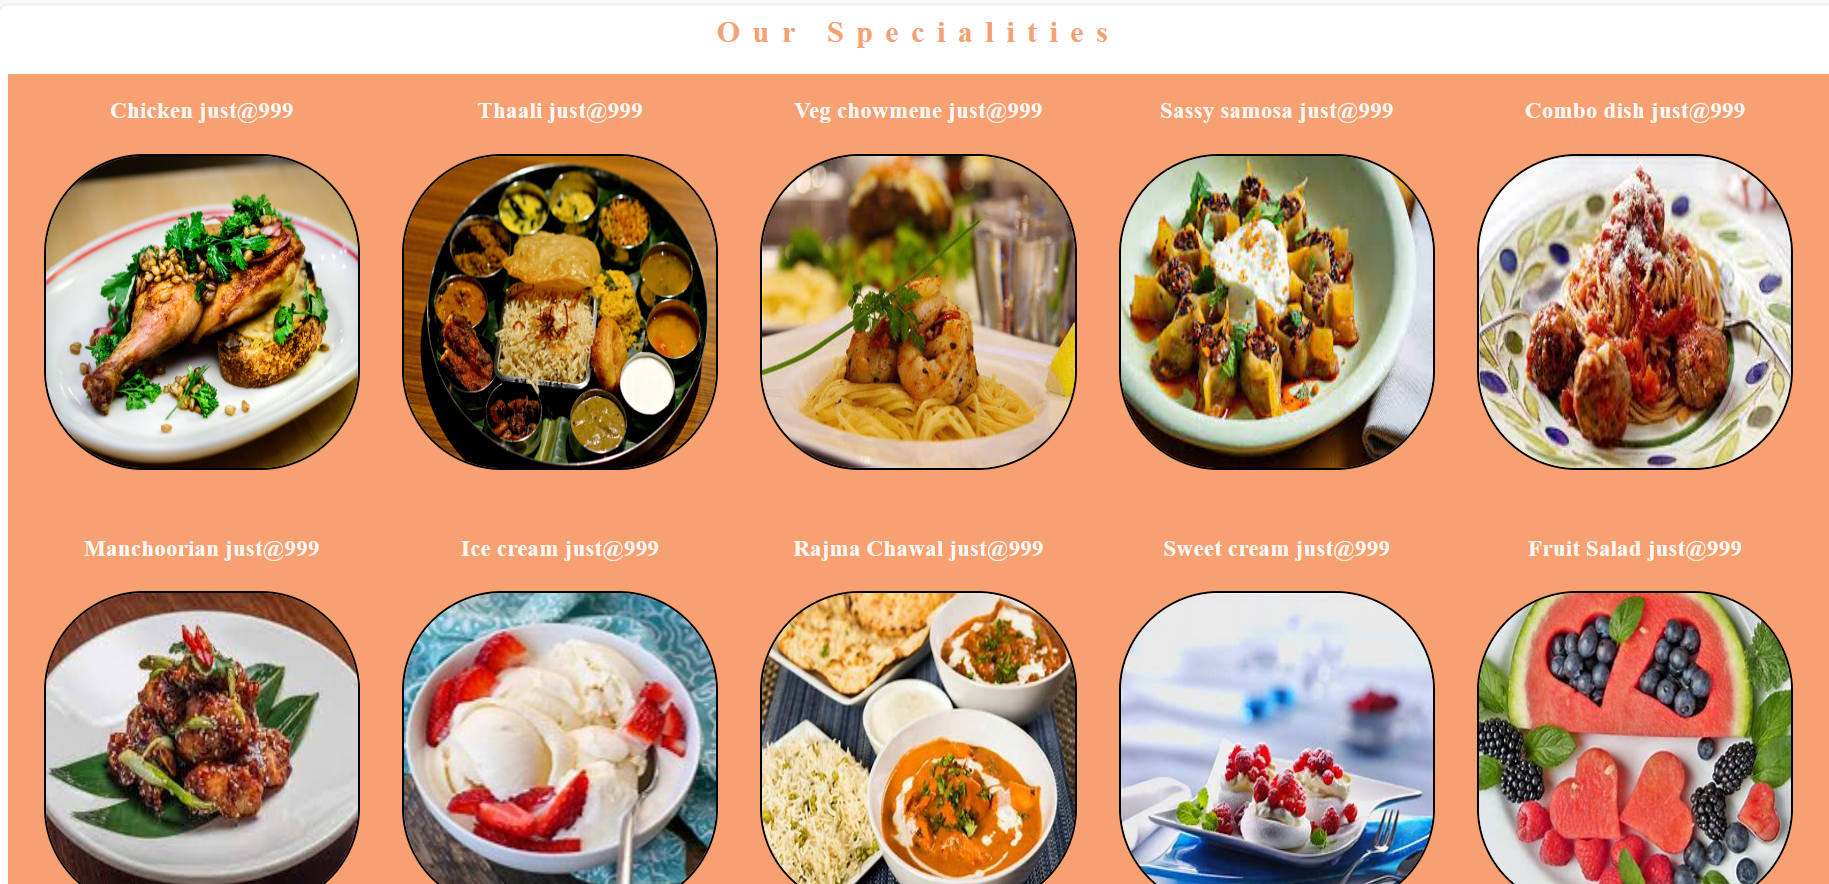 Our Specialities
Chicken just@999
Thaali just@999
Veg chowmene just@999
Sassy samosa just@999
Combo dish just@999
Manchoorian just@999
Ice cream just@999
Rajma Chawal just@999
Sweet cream just@999
Fruit Salad just@999